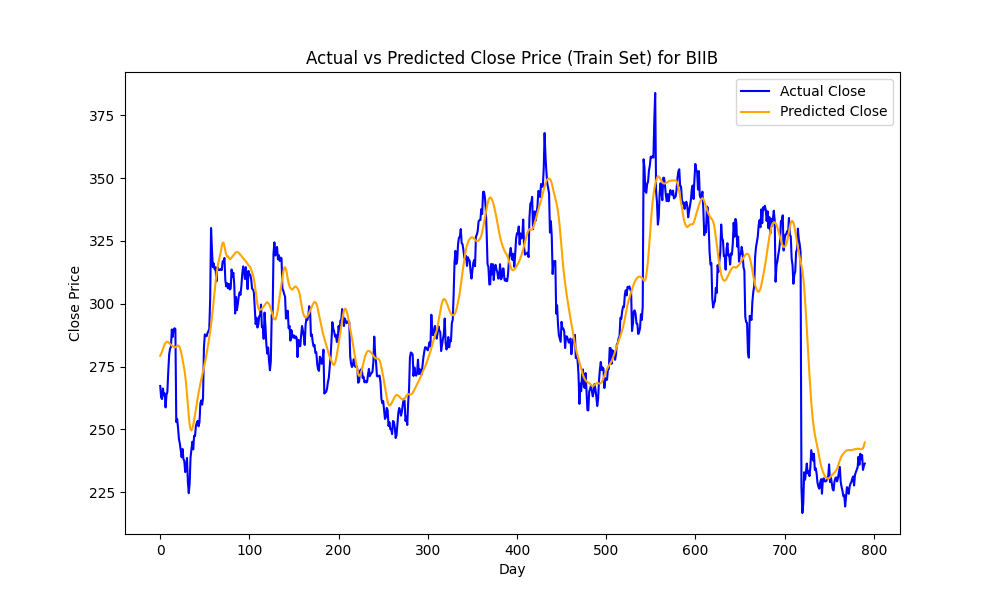 Actual vs Predicted Close Price (Train Set) for BIIB
Actual Close
Predicted Close
Close Price
375
350
325
300
275
250
225
0 100 200 300 400 500 600 700 800
Day